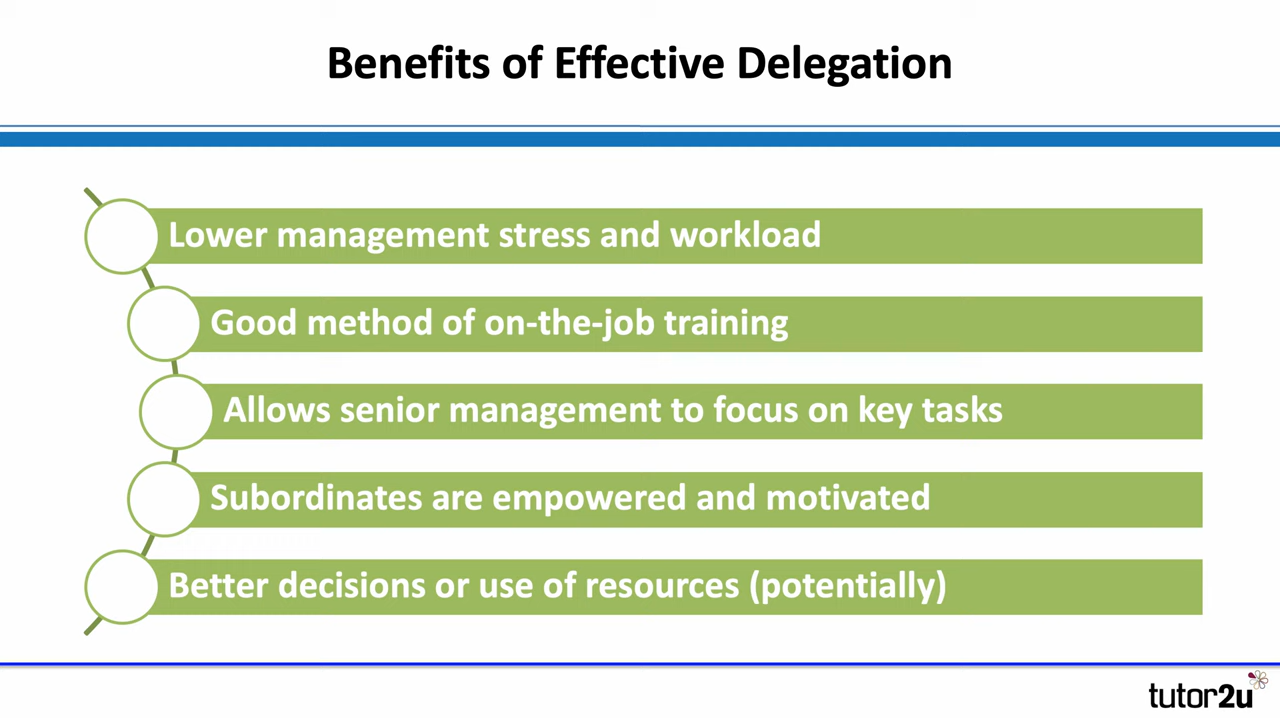 Benefits of Effective Delegation
Lower management stress and workload
Good method of on-the-job training
Allows senior management to focus on key tasks
Subordinates are empowered and motivated
Better decisions or use of resources (potentially)
tutor2u